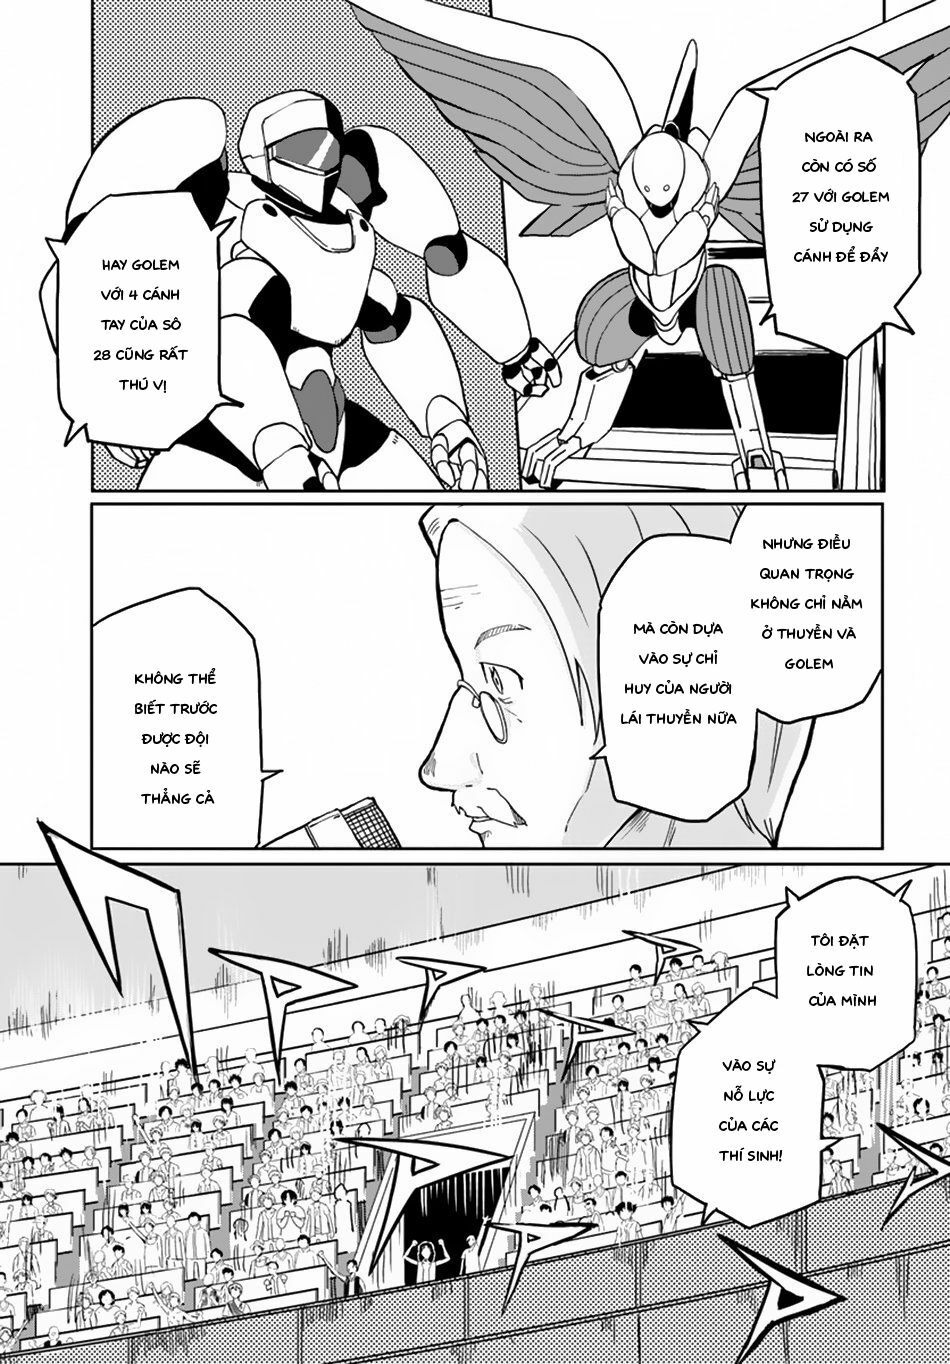 NGOÀI RA
CÒN CÓ SỐ
27 VỚI GOLEM
SỬ DỤNG
CÁNH ĐỂ ĐẨY
HAY GOLEM
VỚI 4 CÁNH
TAY CỦA SÔ
28 CŨNG RẤT
THÚ VỊ
NHƯNG ĐIỀU
QUAN TRỌNG
KHÔNG CHỈ NẰM
Ở THUYỀN VÀ
GOLEM
MÀ CÒN DỰA
VÀO SỰ CHỈ
HUY CỦA NGƯỜI
LÁI THUYỀN NỮA
KHÔNG THỂ
BIẾT TRƯỚC
ĐƯỢC ĐỘI
NÀO SẼ
THẮNG CẢ
TÔI ĐẶT
LÒNG TIN
CỦA MÌNH
VÀO SỰ
NỖ LỰC
CỦA CÁC
THÍ SINH!